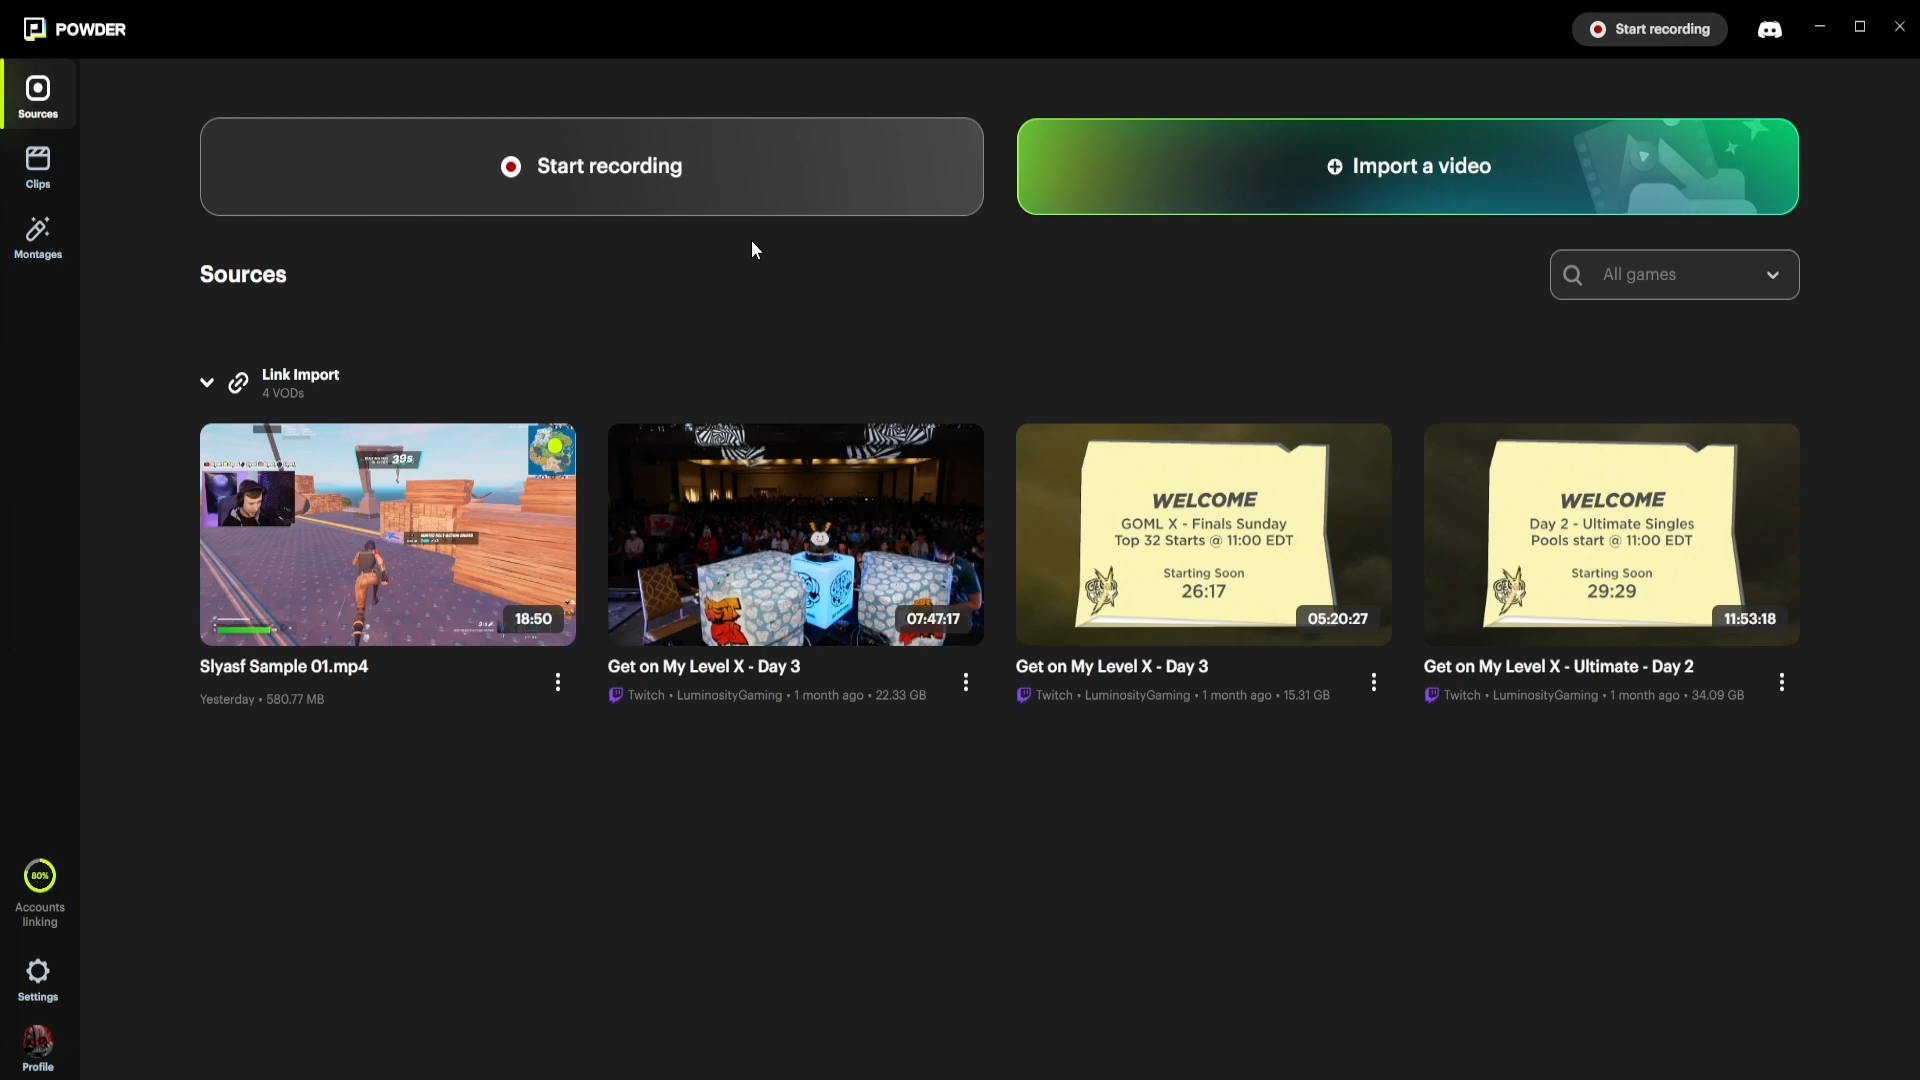 POWDER
Start recording
Sources
Clips
Montages
Start recording
Import a video
Sources
All games
Link Import
4 VODs
39s
18:50
Slyasf Sample 01.mp4
Yesterday • 580.77 MB
07:47:17
Get on My Level X - Day 3
Twitch • LuminosityGaming • 1 month ago • 22.33 GB
WELCOME
GOML X - Finals Sunday
Top 32 Starts @ 11:00 EDT
Starting Soon
26:17
05:20:27
Get on My Level X - Day 3
Twitch • LuminosityGaming • 1 month ago • 15.31 GB
WELCOME
Day 2 - Ultimate Singles
Pools start @ 11:00 EDT
Starting Soon
29:29
11:53:18
Get on My Level X - Ultimate - Day 2
Twitch • LuminosityGaming • 1 month ago • 34.09 GB
80%
Accounts
linking
Settings
Profile